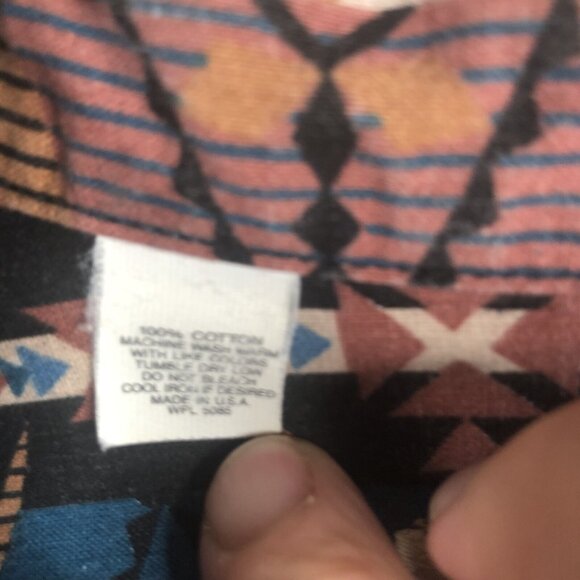 100% COTTON
MACHINE WASH WARM
WITH LIKE COLORS
TUMBLE DRY LOW
DO NOT BLEACH
COOL IRON IF DESIRED
MADE IN U.S.A.
WPL 5085